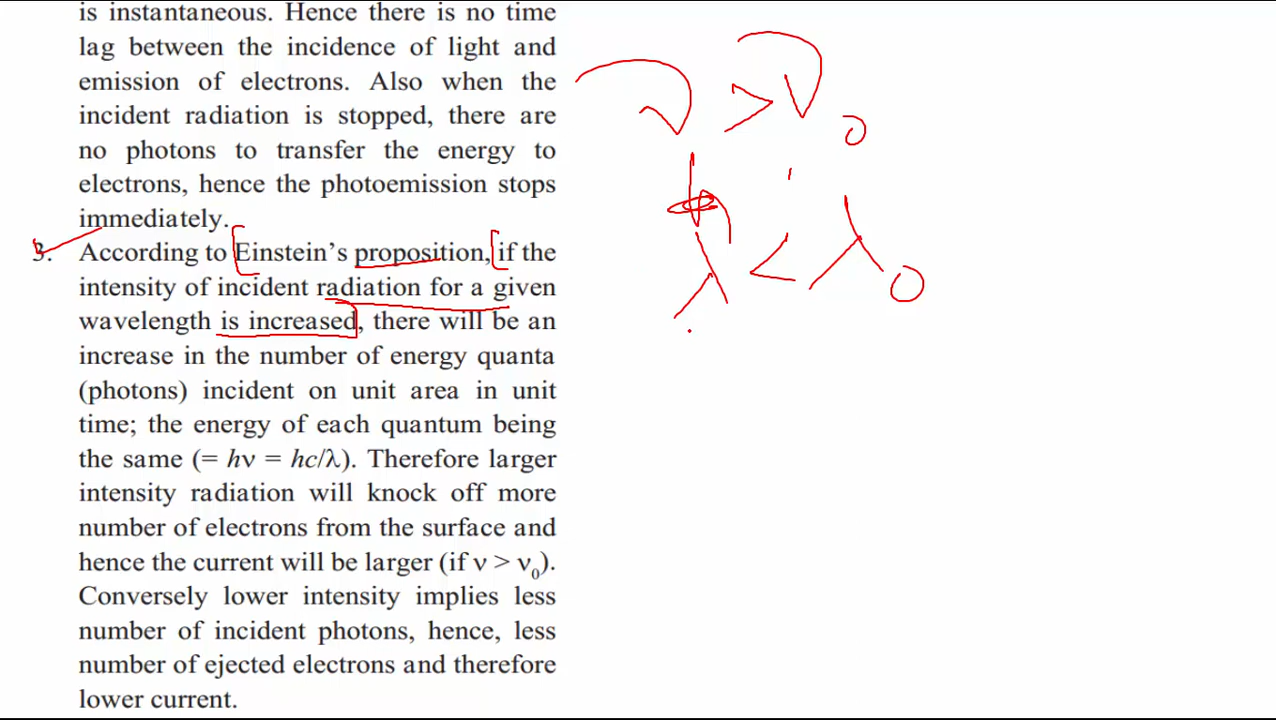 is instantaneous. Hence there is no time
lag between the incidence of light and
emission of electrons. Also when the
incident radiation is stopped, there are
no photons to transfer the energy to
electrons, hence the photoemission stops
immediately.
3. According to Einstein’s proposition, if the
intensity of incident radiation for a given
wavelength is increased, there will be an
increase in the number of energy quanta
(photons) incident on unit area in unit
time; the energy of each quantum being
the same (= hν = hc/λ). Therefore larger
intensity radiation will knock off more
number of electrons from the surface and
hence the current will be larger (if ν > ν₀).
Conversely lower intensity implies less
number of incident photons, hence, less
number of ejected electrons and therefore
lower current.
ν > ν₀
λ < λ₀